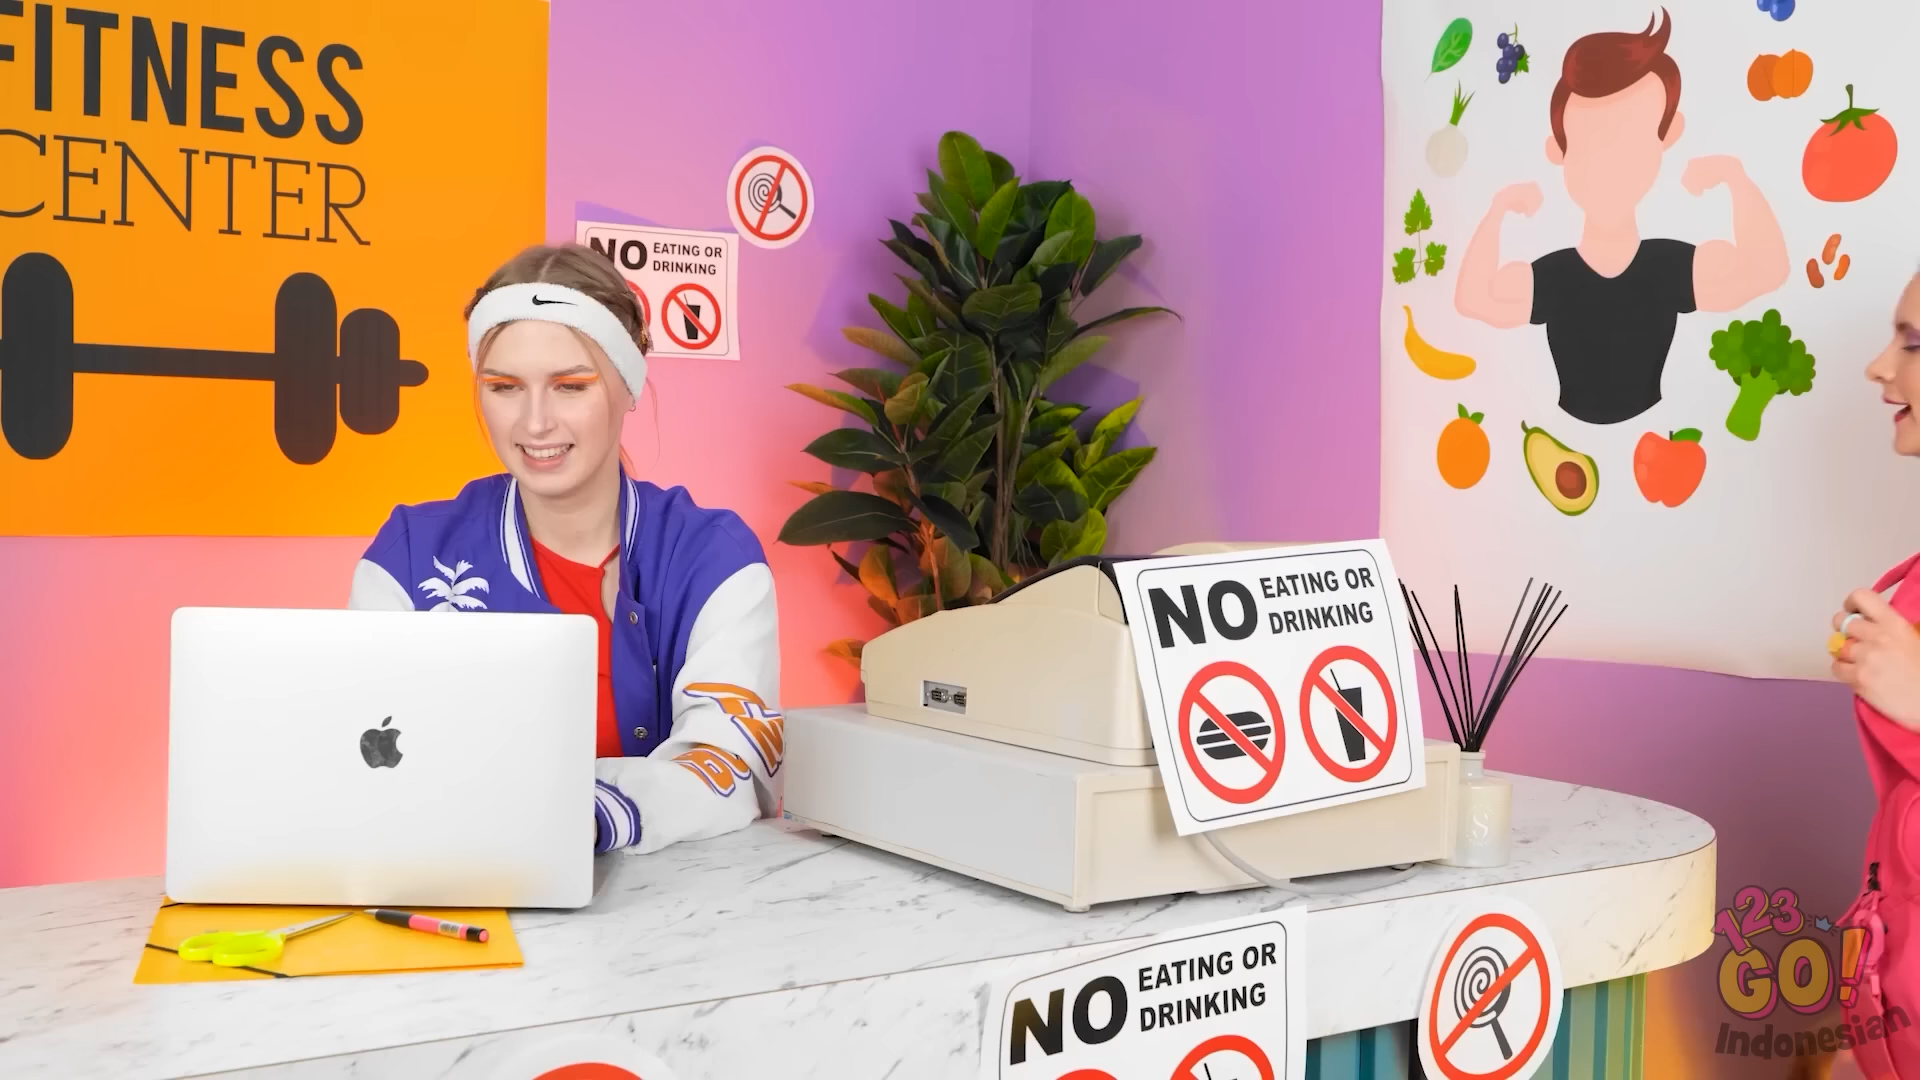 FITNESS
CENTER
NO EATING OR
DRINKING
NO EATING OR
DRINKING
NO EATING OR
DRINKING
S
123
GO!
Indonesian